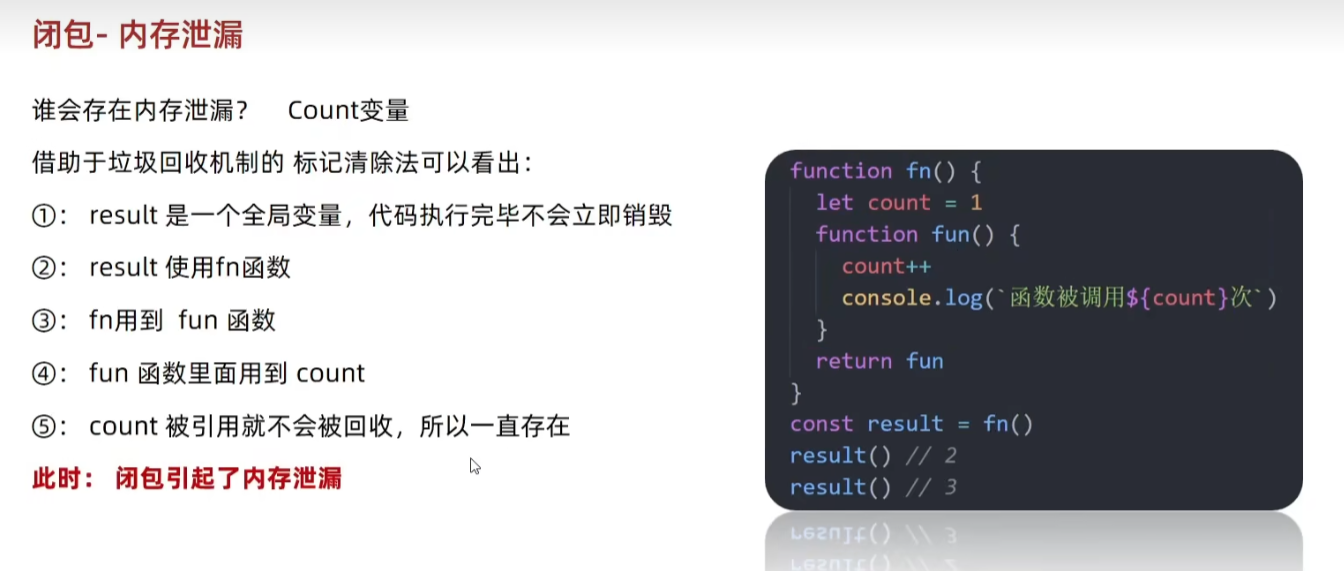 闭包- 内存泄漏
谁会存在内存泄漏? Count变量
借助于垃圾回收机制的 标记清除法可以看出:
①: result 是一个全局变量，代码执行完毕不会立即销毁
②: result 使用fn函数
③: fn用到 fun 函数
④: fun 函数里面用到 count
⑤: count 被引用就不会被回收，所以一直存在
此时: 闭包引起了内存泄漏
function fn() {
let count = 1
function fun() {
count++
console.log(`函数被调用${count}次`)
}
return fun
}
const result = fn()
result() // 2
result() // 3